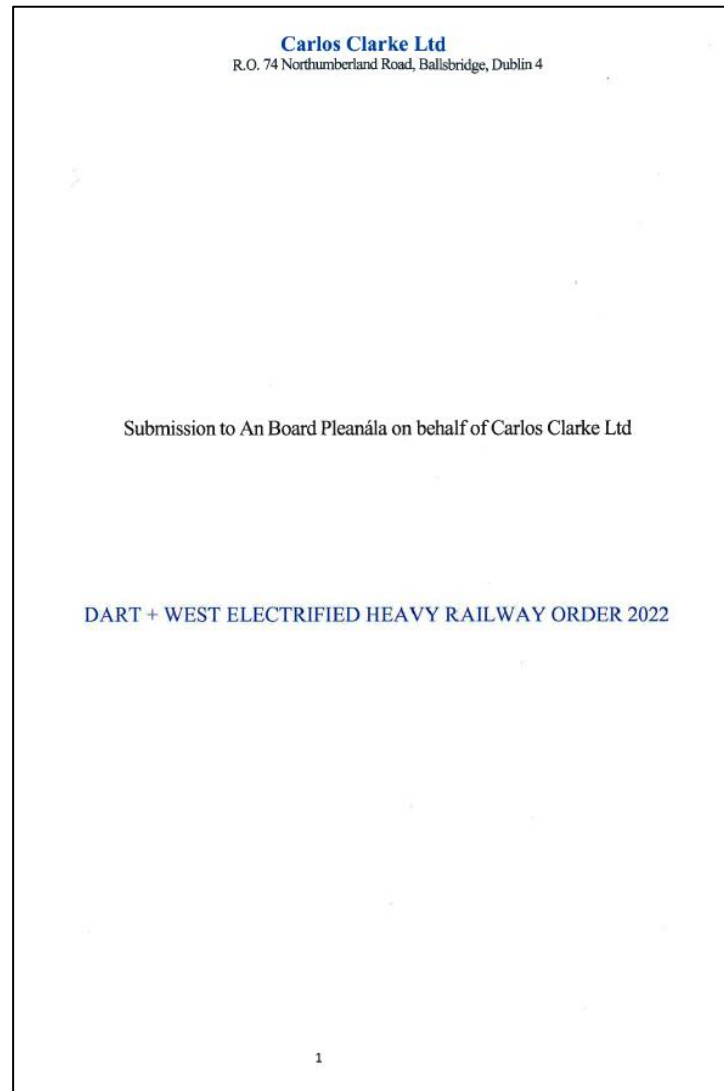 Carlos Clarke Ltd
R.O. 74 Northumberland Road, Ballsbridge, Dublin 4
Submission to An Board Pleanála on behalf of Carlos Clarke Ltd
DART + WEST ELECTRIFIED HEAVY RAILWAY ORDER 2022
1